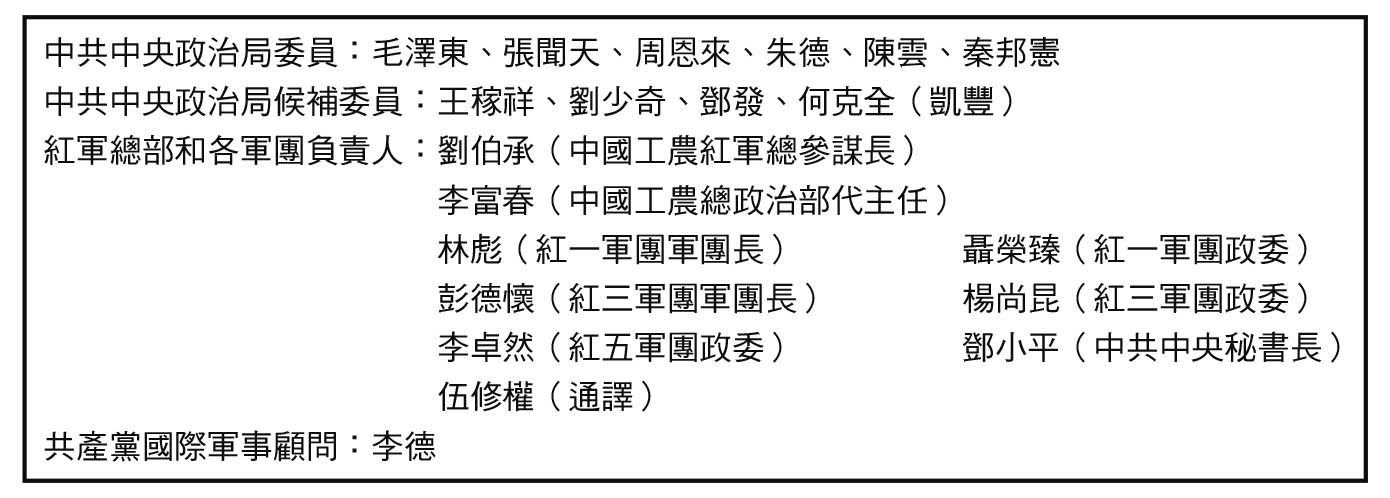 中共中央政治局委員：毛澤東、張聞天、周恩來、朱德、陳雲、秦邦憲
中共中央政治局候補委員：王稼祥、劉少奇、鄧發、何克全（凱豐）
紅軍總部和各軍團負責人：劉伯承（中國工農紅軍總參謀長）
李富春（中國工農總政治部代主任）
林彪（紅一軍團軍團長） 聶榮臻（紅一軍團政委）
彭德懷（紅三軍團軍團長） 楊尚昆（紅三軍團政委）
李卓然（紅五軍團政委） 鄧小平（中共中央秘書長）
伍修權（通譯）
共產黨國際軍事顧問：李德